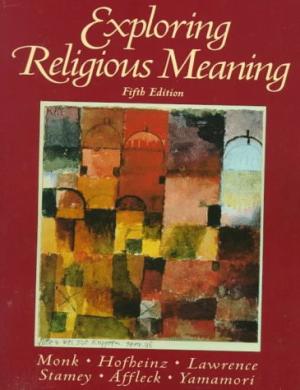 Exploring
Religious Meaning
Fifth Edition
Monk • Hofheinz • Lawrence
Stamey • Affleck • Yamamori